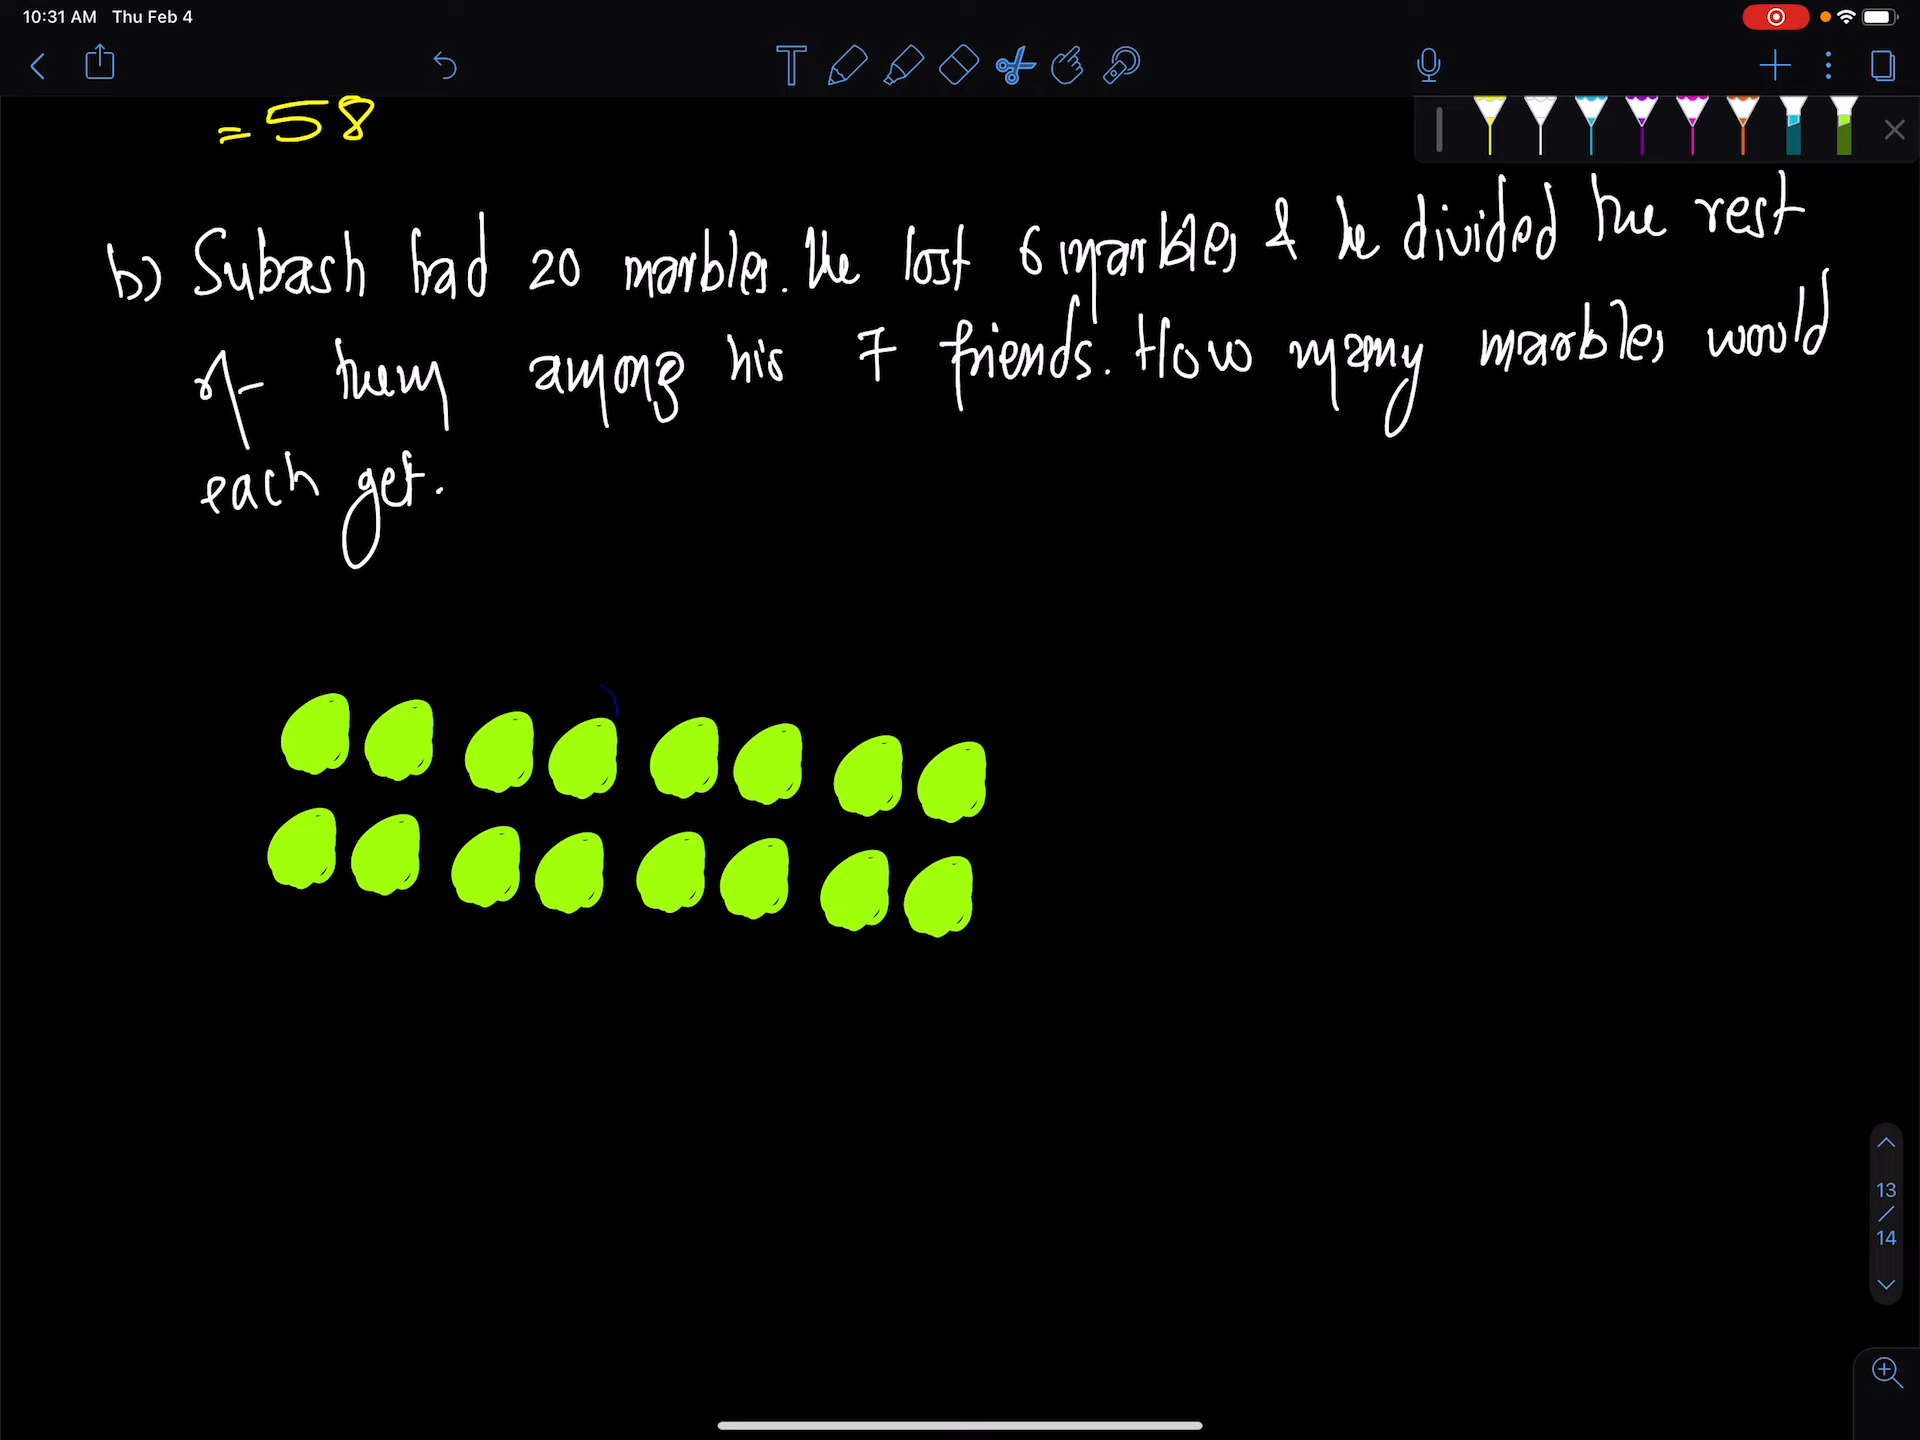 10:31 AM Thu Feb 4
= 58
b) Subash had 20 marbles. He lost 6 marbles & he divided the rest
of them among his 7 friends. How many marbles would
each get.
13
/
14